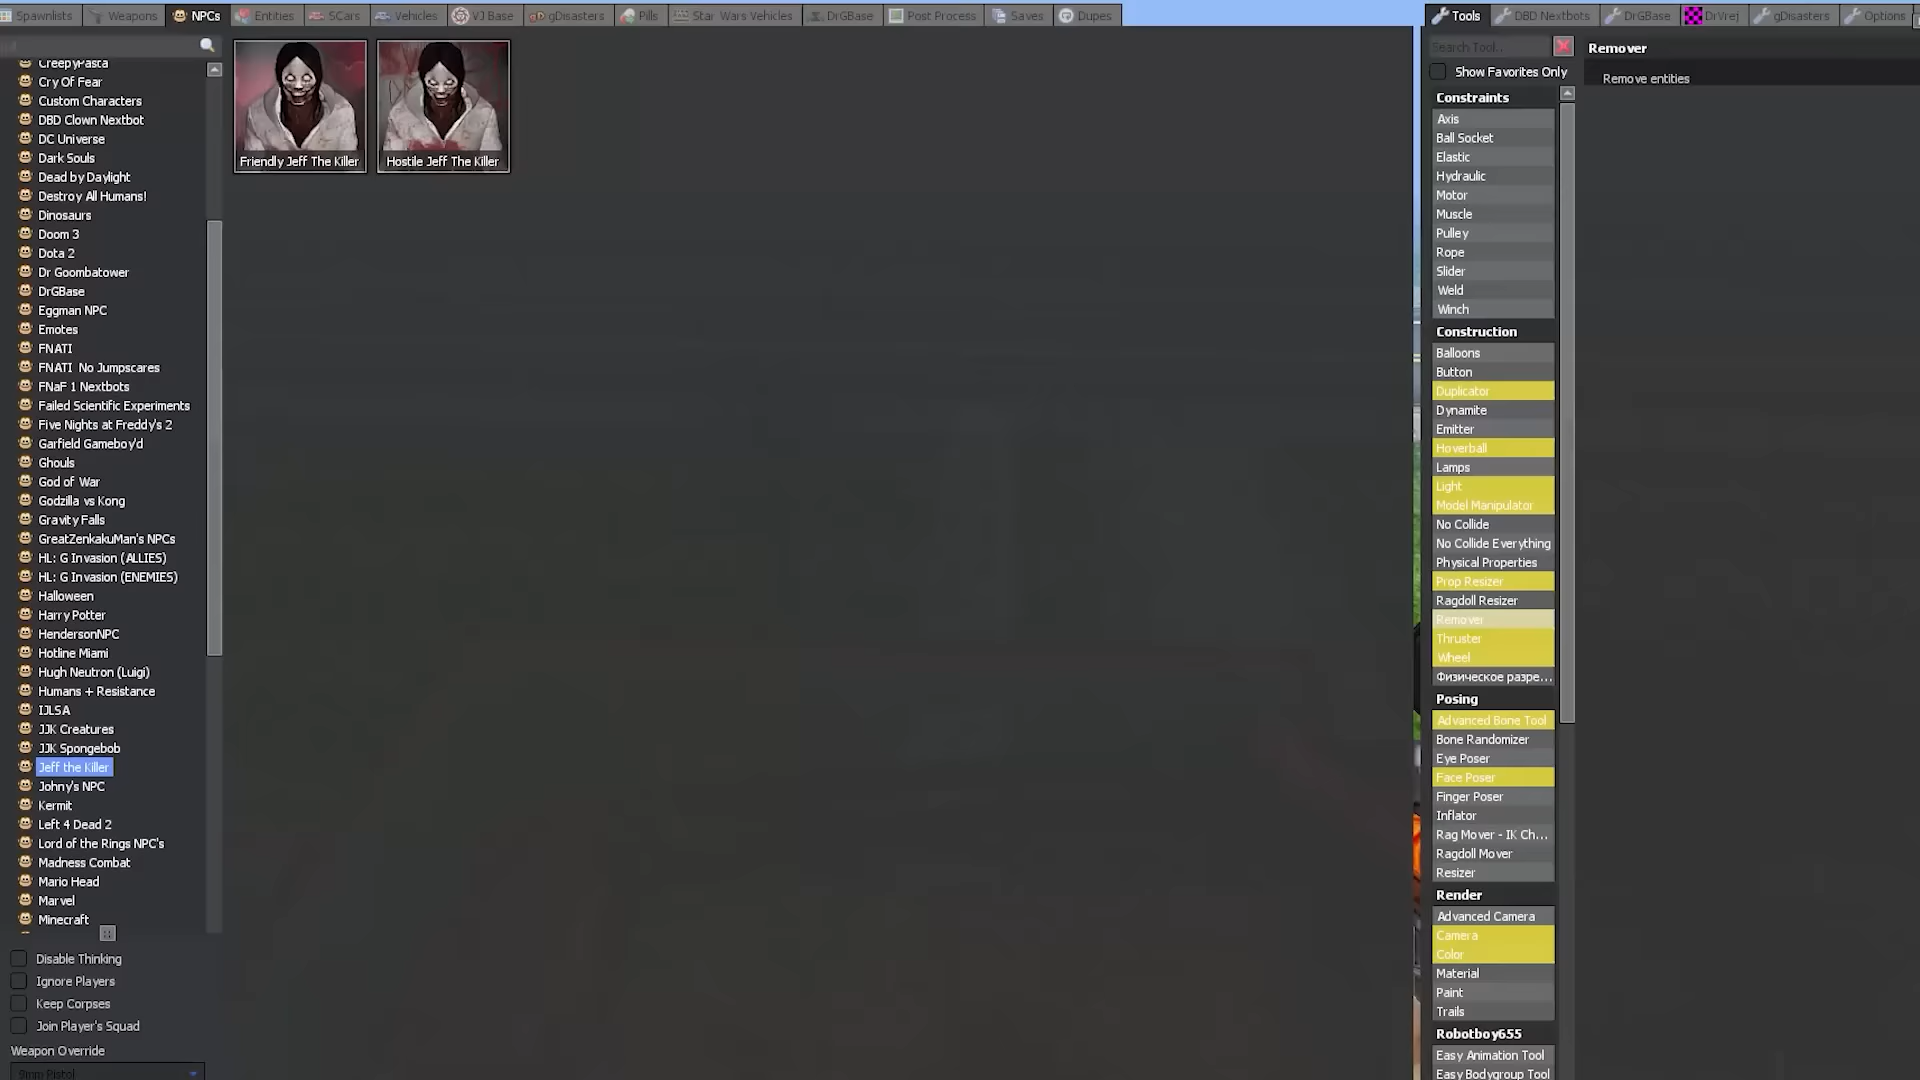 Spawnlists
Weapons
NPCs
Entities
SCars
Vehicles
VJ Base
gDisasters
Pills
Star Wars Vehicles
DrGBase
Post Process
Saves
Dupes
CreepyPasta
Cry Of Fear
Custom Characters
DBD Clown Nextbot
DC Universe
Dark Souls
Dead by Daylight
Destroy All Humans!
Dinosaurs
Doom 3
Dota 2
Dr Goombatower
DrGBase
Eggman NPC
Emotes
FNATI
FNATI No Jumpscares
FNaF 1 Nextbots
Failed Scientific Experiments
Five Nights at Freddy's 2
Garfield Gameboy'd
Ghouls
God of War
Godzilla vs Kong
Gravity Falls
GreatZenkakuMan's NPCs
HL: G Invasion (ALLIES)
HL: G Invasion (ENEMIES)
Halloween
Harry Potter
HendersonNPC
Hotline Miami
Hugh Neutron (Luigi)
Humans + Resistance
IJLSA
JJK Creatures
JJK Spongebob
Jeff the Killer
Johny's NPC
Kermit
Left 4 Dead 2
Lord of the Rings NPC's
Madness Combat
Mario Head
Marvel
Minecraft
Disable Thinking
Ignore Players
Keep Corpses
Join Player's Squad
Weapon Override
9mm Pistol
Friendly Jeff The Killer
Hostile Jeff The Killer
Tools
DBD Nextbots
DrGBase
DrVrej
gDisasters
Options
Search Tool..
Show Favorites Only
Constraints
Axis
Ball Socket
Elastic
Hydraulic
Motor
Muscle
Pulley
Rope
Slider
Weld
Winch
Construction
Balloons
Button
Duplicator
Dynamite
Emitter
Hoverball
Lamps
Light
Model Manipulator
No Collide
No Collide Everything
Physical Properties
Prop Resizer
Ragdoll Resizer
Remover
Thruster
Wheel
Физическое разре...
Posing
Advanced Bone Tool
Bone Randomizer
Eye Poser
Face Poser
Finger Poser
Inflator
Rag Mover - IK Ch...
Ragdoll Mover
Resizer
Render
Advanced Camera
Camera
Color
Material
Paint
Trails
Robotboy655
Easy Animation Tool
Easy Bodygroup Tool
Remover
Remove entities